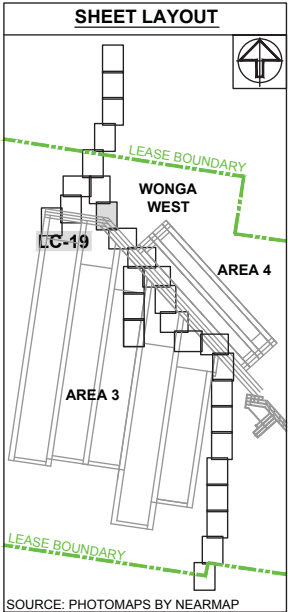 SHEET LAYOUT
LEASE BOUNDARY
WONGA
WEST
LC-19
AREA 4
AREA 3
LEASE BOUNDARY
SOURCE: PHOTOMAPS BY NEARMAP